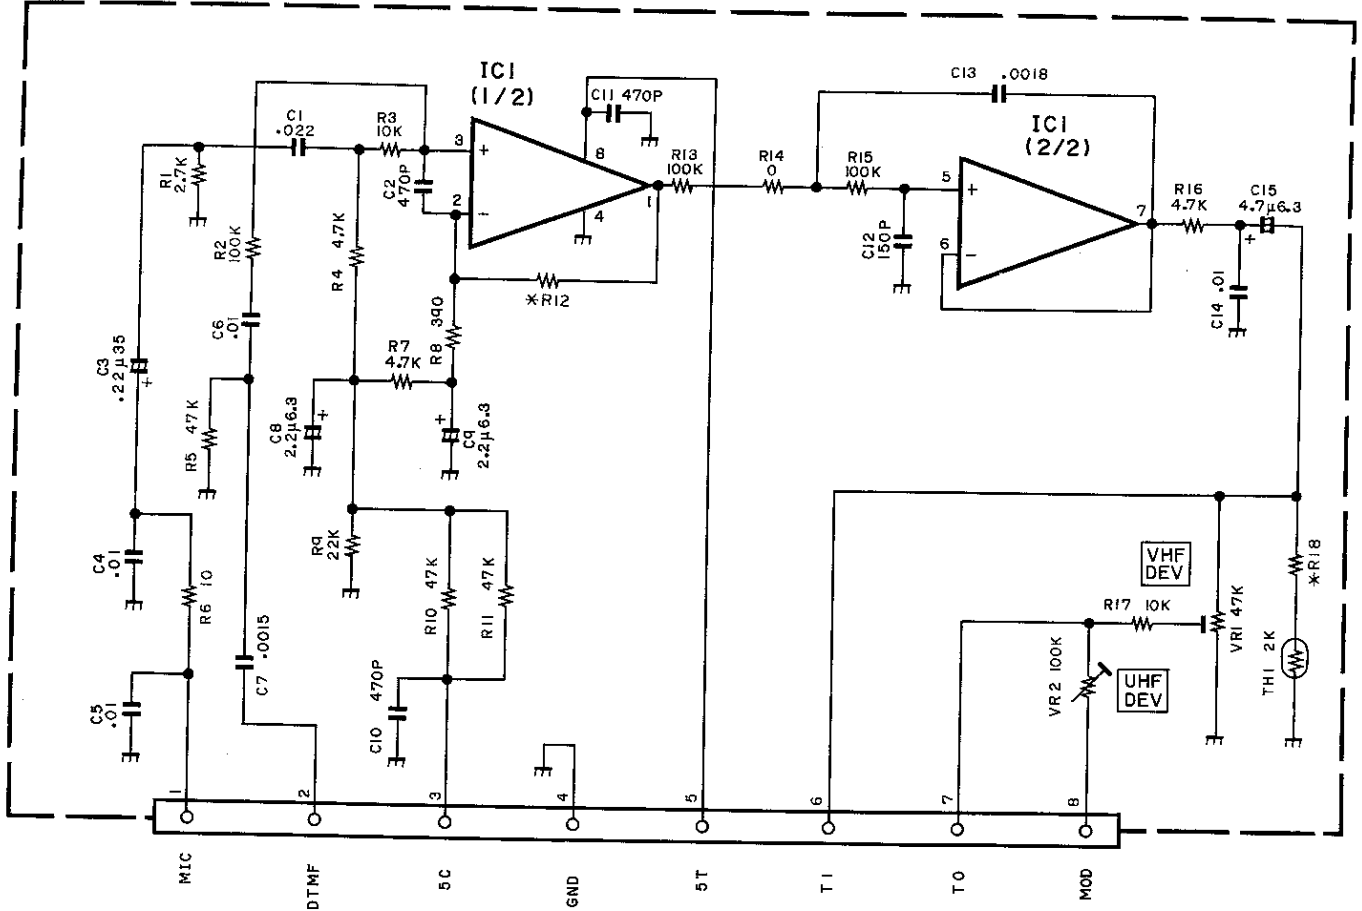 IC1
(1/2)
C11 470P
C13 .0018
IC1
(2/2)
C1
.022
R3
10K
3
+
8
R13
100K
R14
0
R15
100K
5
+
R16
4.7K
C15
4.7µ6.3
+
R1
2.7K
C2
470P
2
−
4
1
7
6
−
C12
150P
R2
100K
R4
4.7K
*R12
C14 .01
C6
.01
R8 390
C3
.22µ35
+
R7
4.7K
R5 47K
C8
2.2µ6.3
+
+
C9
2.2µ6.3
C4
.01
R9
22K
R6 10
R10 47K
R11 47K
VHF
DEV
*R18
R17 10K
VR1 47K
C5
.01
C7 .0015
C10 470P
VR2 100K
UHF
DEV
TH1 2K
1
2
3
4
5
6
7
8
MIC
DTMF
5C
GND
5T
TI
TO
MOD